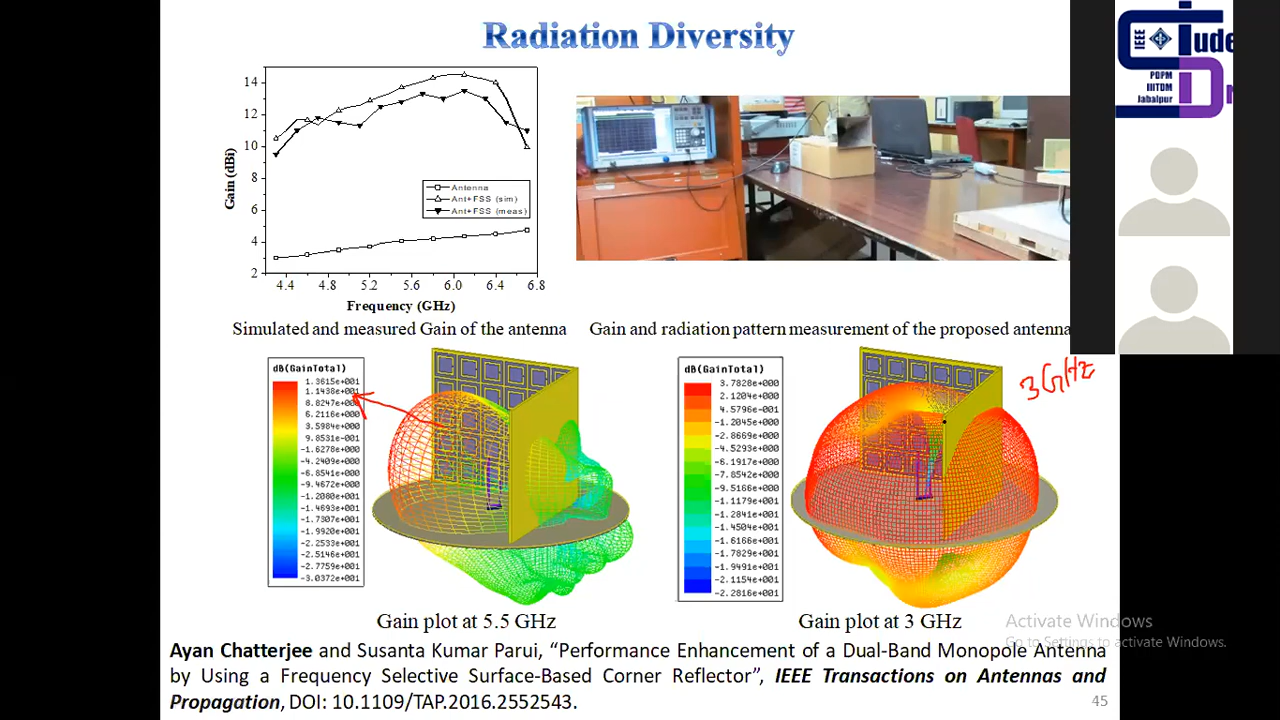 Radiation Diversity
IEEE
Stude
PDPM
IIITDM
Jabalpur
14
12
10
8
6
4
2
Gain (dBi)
Antenna
Ant+FSS (sim)
Ant+FSS (meas)
4.4 4.8 5.2 5.6 6.0 6.4 6.8
Frequency (GHz)
Simulated and measured Gain of the antenna
Gain and radiation pattern measurement of the proposed antenna
dB(GainTotal)
1.3615e+001
1.1438e+001
8.8247e+000
6.2116e+000
3.5984e+000
9.8531e-001
-1.6278e+000
-4.2409e+000
-6.8541e+000
-9.4672e+000
-1.2080e+001
-1.4693e+001
-1.7307e+001
-1.9920e+001
-2.2533e+001
-2.5146e+001
-2.7759e+001
-3.0372e+001
dB(GainTotal)
3.7828e+000
2.1204e+000
4.5796e-001
-1.2045e+000
-2.8669e+000
-4.5293e+000
-6.1917e+000
-7.8542e+000
-9.5166e+000
-1.1179e+001
-1.2841e+001
-1.4504e+001
-1.6166e+001
-1.7829e+001
-1.9491e+001
-2.1154e+001
-2.2816e+001
3GHz
Gain plot at 5.5 GHz
Gain plot at 3 GHz
Activate Windows
Go to Settings to activate Windows.
Ayan Chatterjee and Susanta Kumar Parui, “Performance Enhancement of a Dual-Band Monopole Antenna
by Using a Frequency Selective Surface-Based Corner Reflector”, IEEE Transactions on Antennas and
Propagation, DOI: 10.1109/TAP.2016.2552543.
45